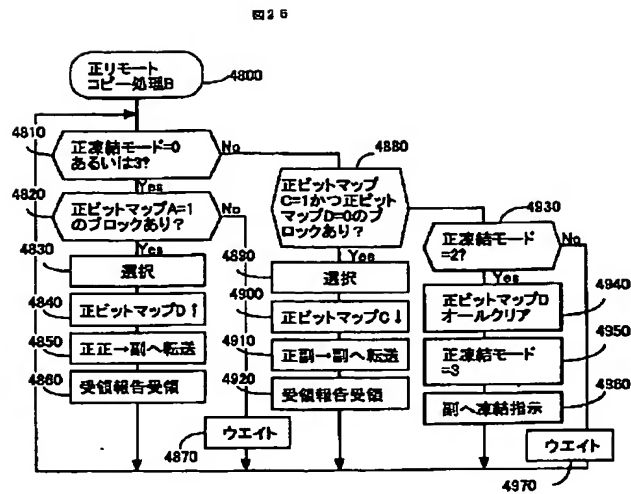 図26
正リモート
コピー処理B
4800
4810
正凍結モード=0
あるいは3?
No
4880
Yes
4820
正ビットマップA=1
のブロックあり?
No
正ビットマップ
C=1かつ正ビット
マップD=0のブ
ロックあり?
4930
正凍結モード
=2?
No
4830
Yes
選択
4890
Yes
選択
Yes
4840
正ビットマップD↑
4900
正ビットマップC↓
正ビットマップD
オールクリア
4940
4850
正正→副へ転送
4910
正副→副へ転送
正凍結モード
=3
4950
4860
受領報告受領
4920
受領報告受領
副へ凍結指示
4960
ウエイト
4870
ウエイト
4970